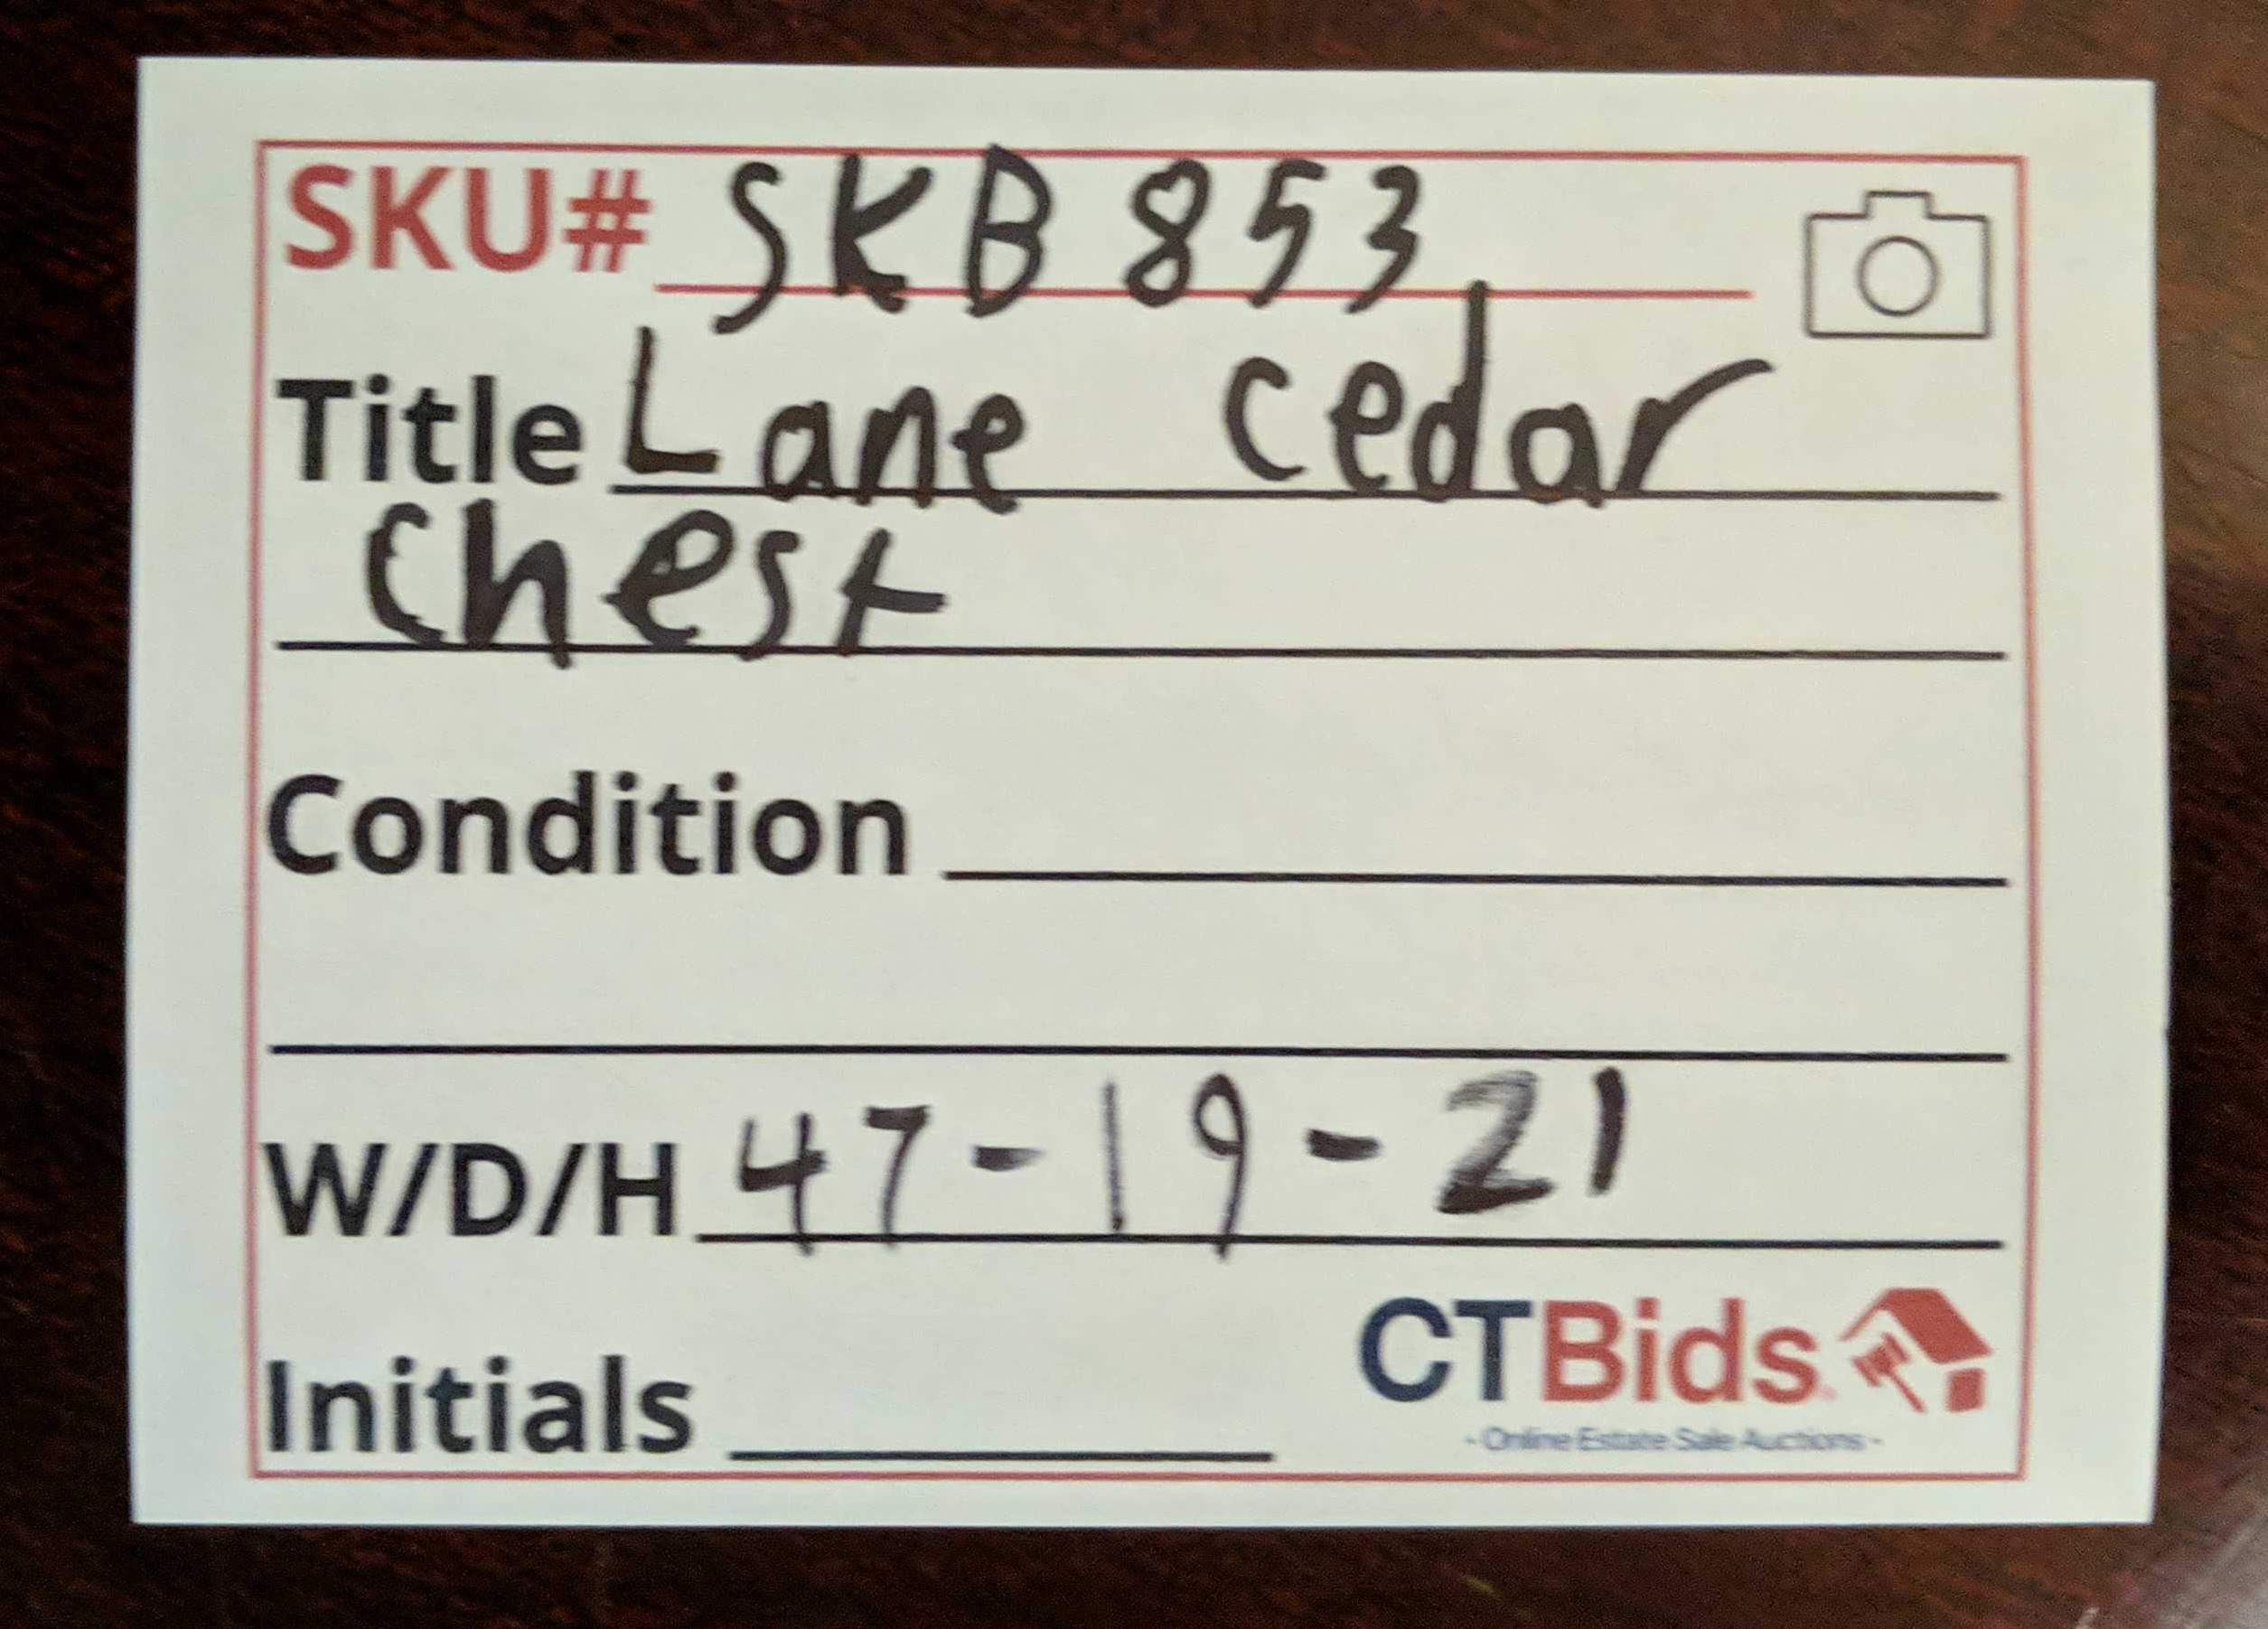 SKU# SKB 853
Title Lane cedar
chest
Condition
W/D/H 47-19-21
Initials
CTBids
- Online Estate Sale Auctions -